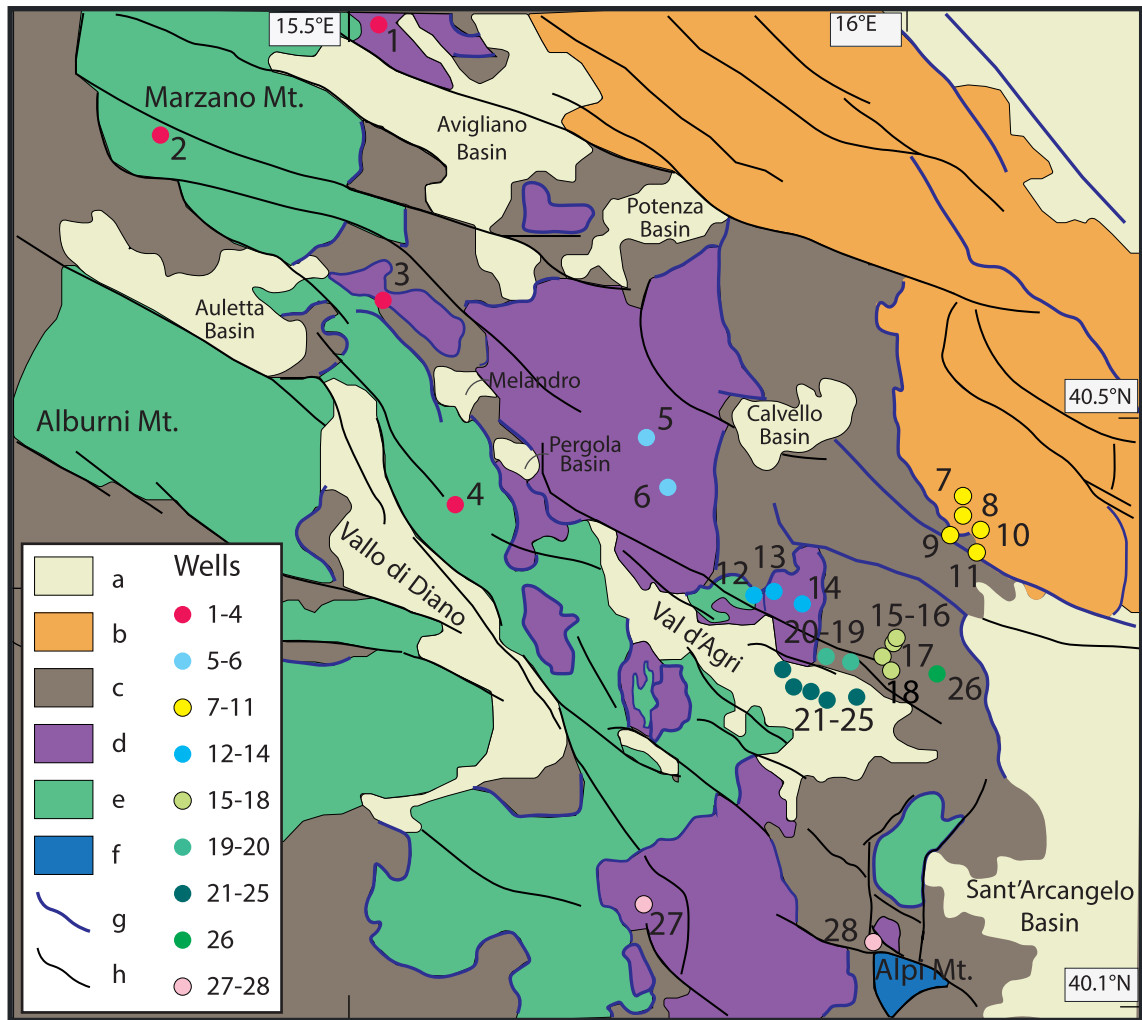 15.5°E
16°E
1
Marzano Mt.
2
Avigliano
Basin
Potenza
Basin
3
Auletta
Basin
Melandro
40.5°N
Alburni Mt.
Calvello
Basin
5
Pergola
Basin
6
4
7
8
9
10
11
Vallo di Diano
12
13
14
Val d'Agri
20-19
15-16
17
18
26
21-25
Wells
a
1-4
b
5-6
c
7-11
d
12-14
e
15-18
f
19-20
g
21-25
h
26
27-28
Sant'Arcangelo
Basin
27
28
Alpi Mt.
40.1°N